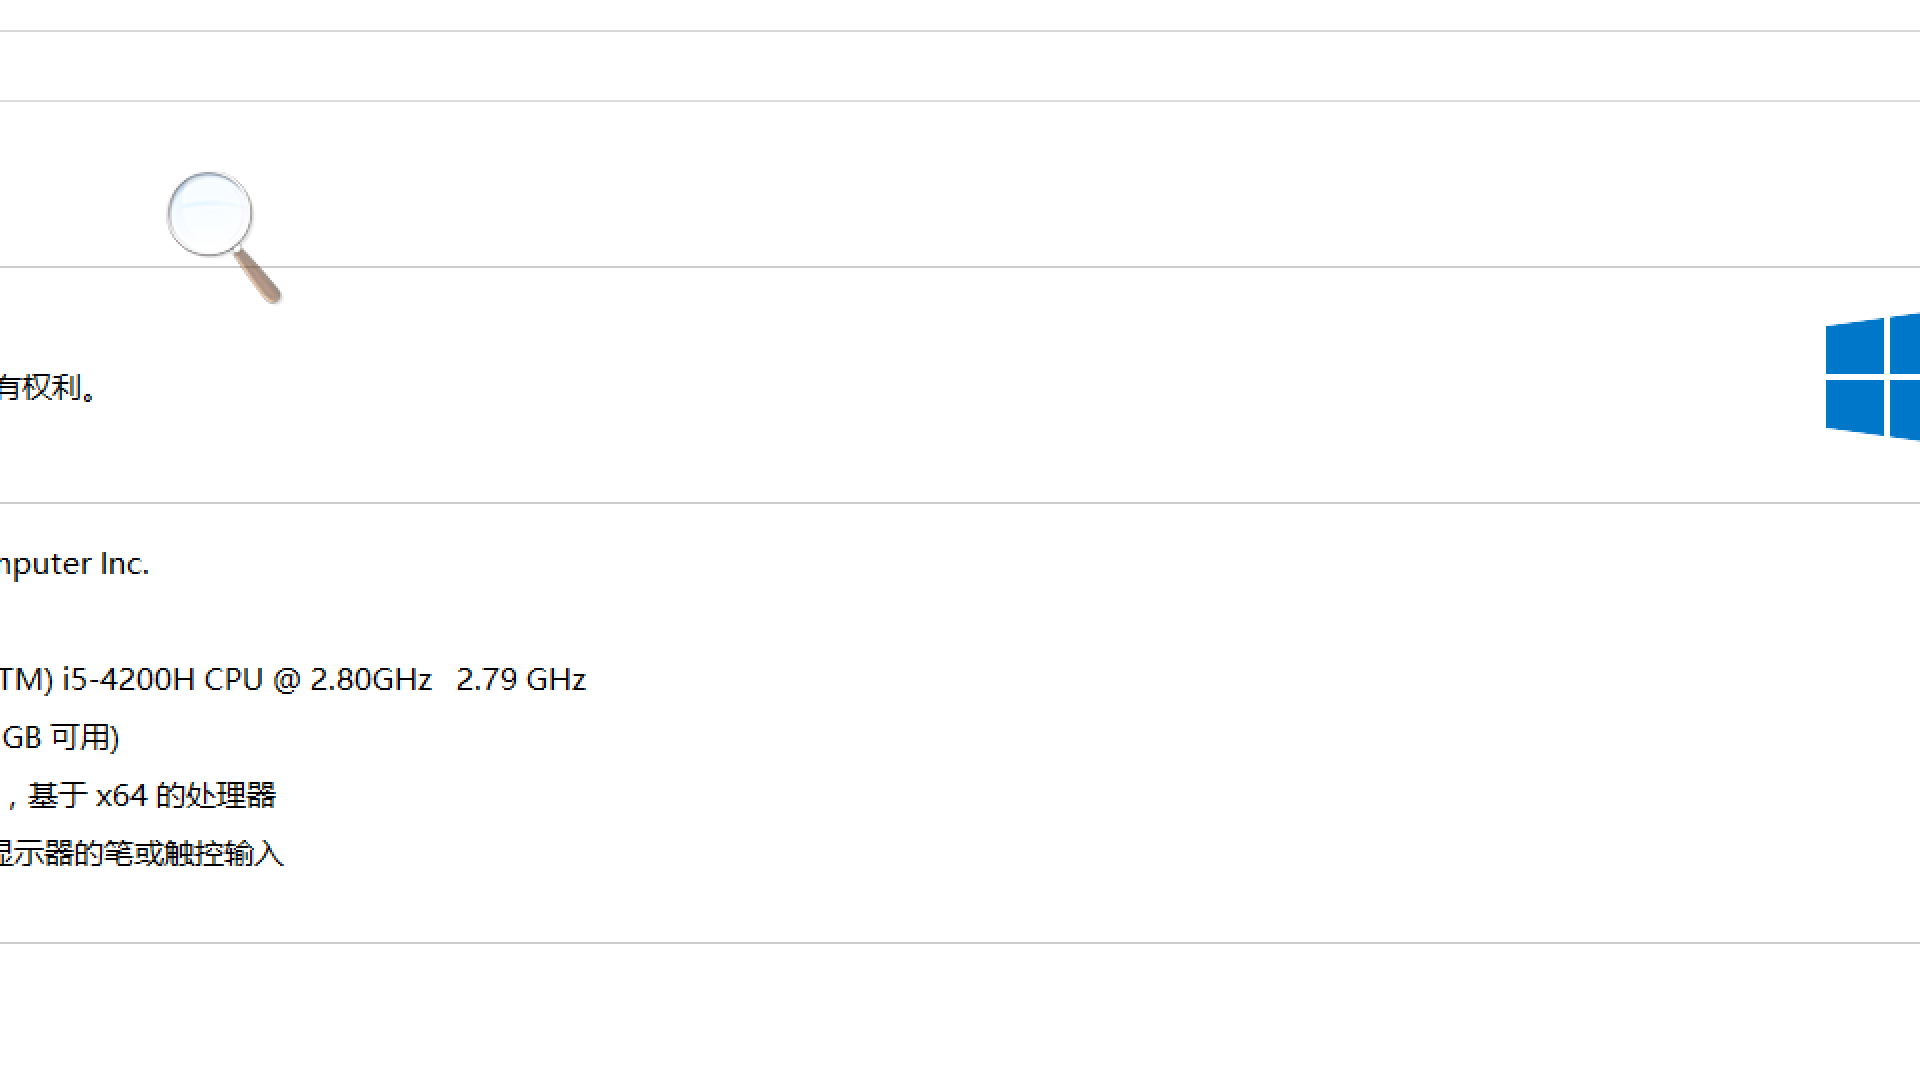 有权利。
mputer Inc.
TM) i5-4200H CPU @ 2.80GHz 2.79 GHz
GB 可用)
，基于 x64 的处理器
显示器的笔或触控输入